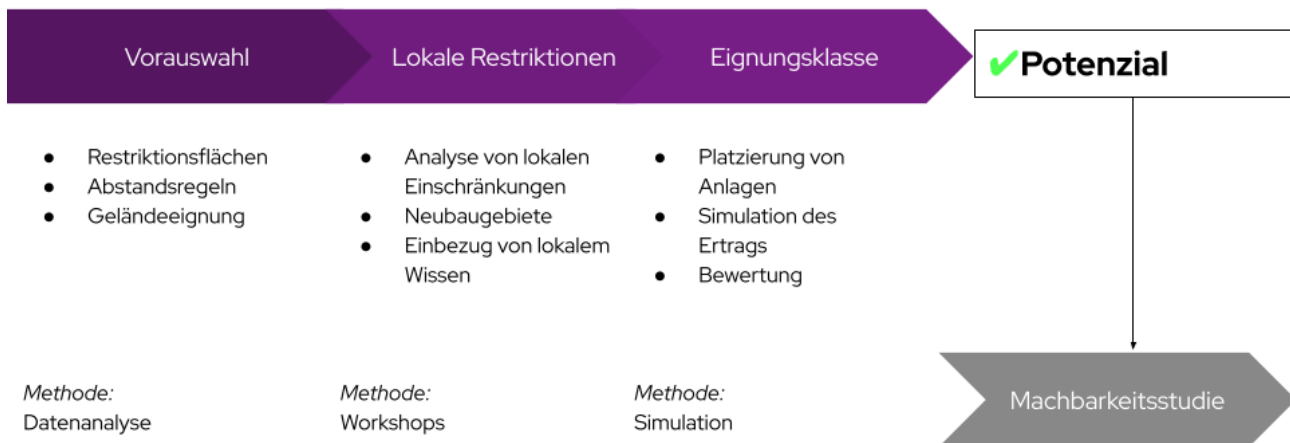 Vorauswahl
Lokale Restriktionen
Eignungsklasse
✔Potenzial
● Restriktionsflächen
● Abstandsregeln
● Geländeeignung
● Analyse von lokalen
Einschränkungen
● Neubaugebiete
● Einbezug von lokalem
Wissen
● Platzierung von
Anlagen
● Simulation des
Ertrags
● Bewertung
Methode:
Datenanalyse
Methode:
Workshops
Methode:
Simulation
Machbarkeitsstudie